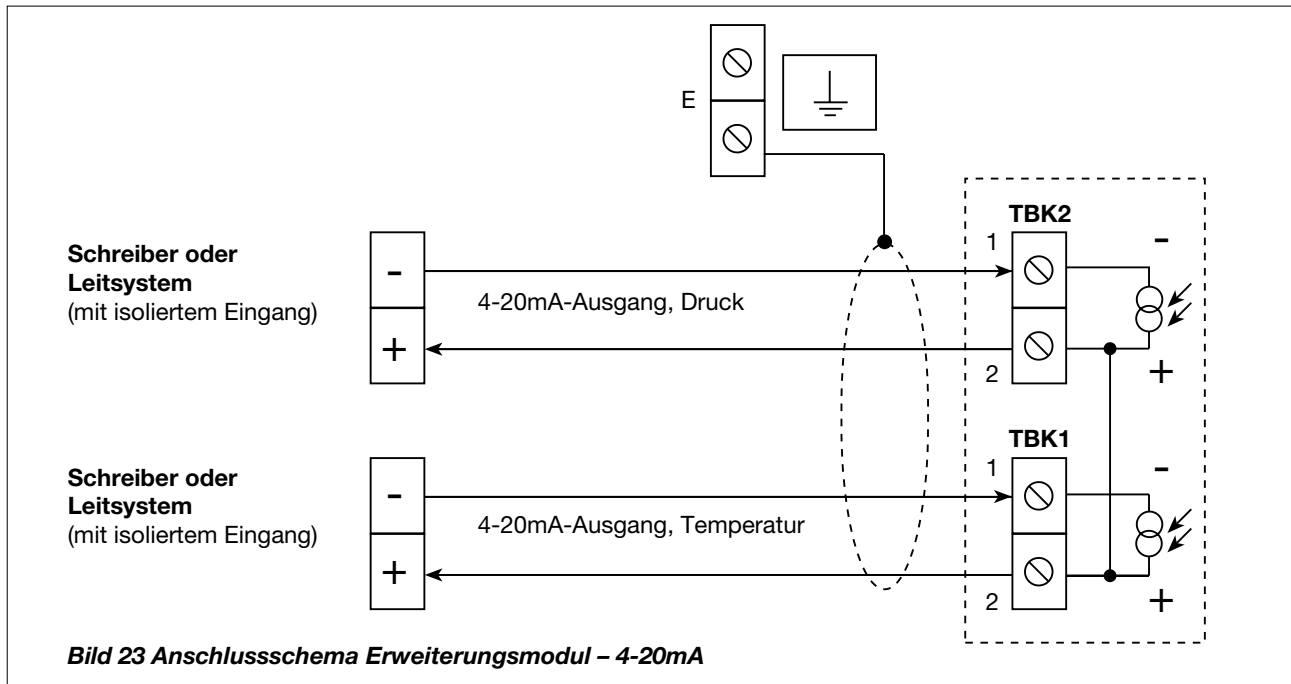 E
TBK2
Schreiber oder
Leitsystem
(mit isoliertem Eingang)
-
+
4-20mA-Ausgang, Druck
1
2
-
+
TBK1
Schreiber oder
Leitsystem
(mit isoliertem Eingang)
-
+
4-20mA-Ausgang, Temperatur
1
2
-
+
Bild 23 Anschlussschema Erweiterungsmodul – 4-20mA